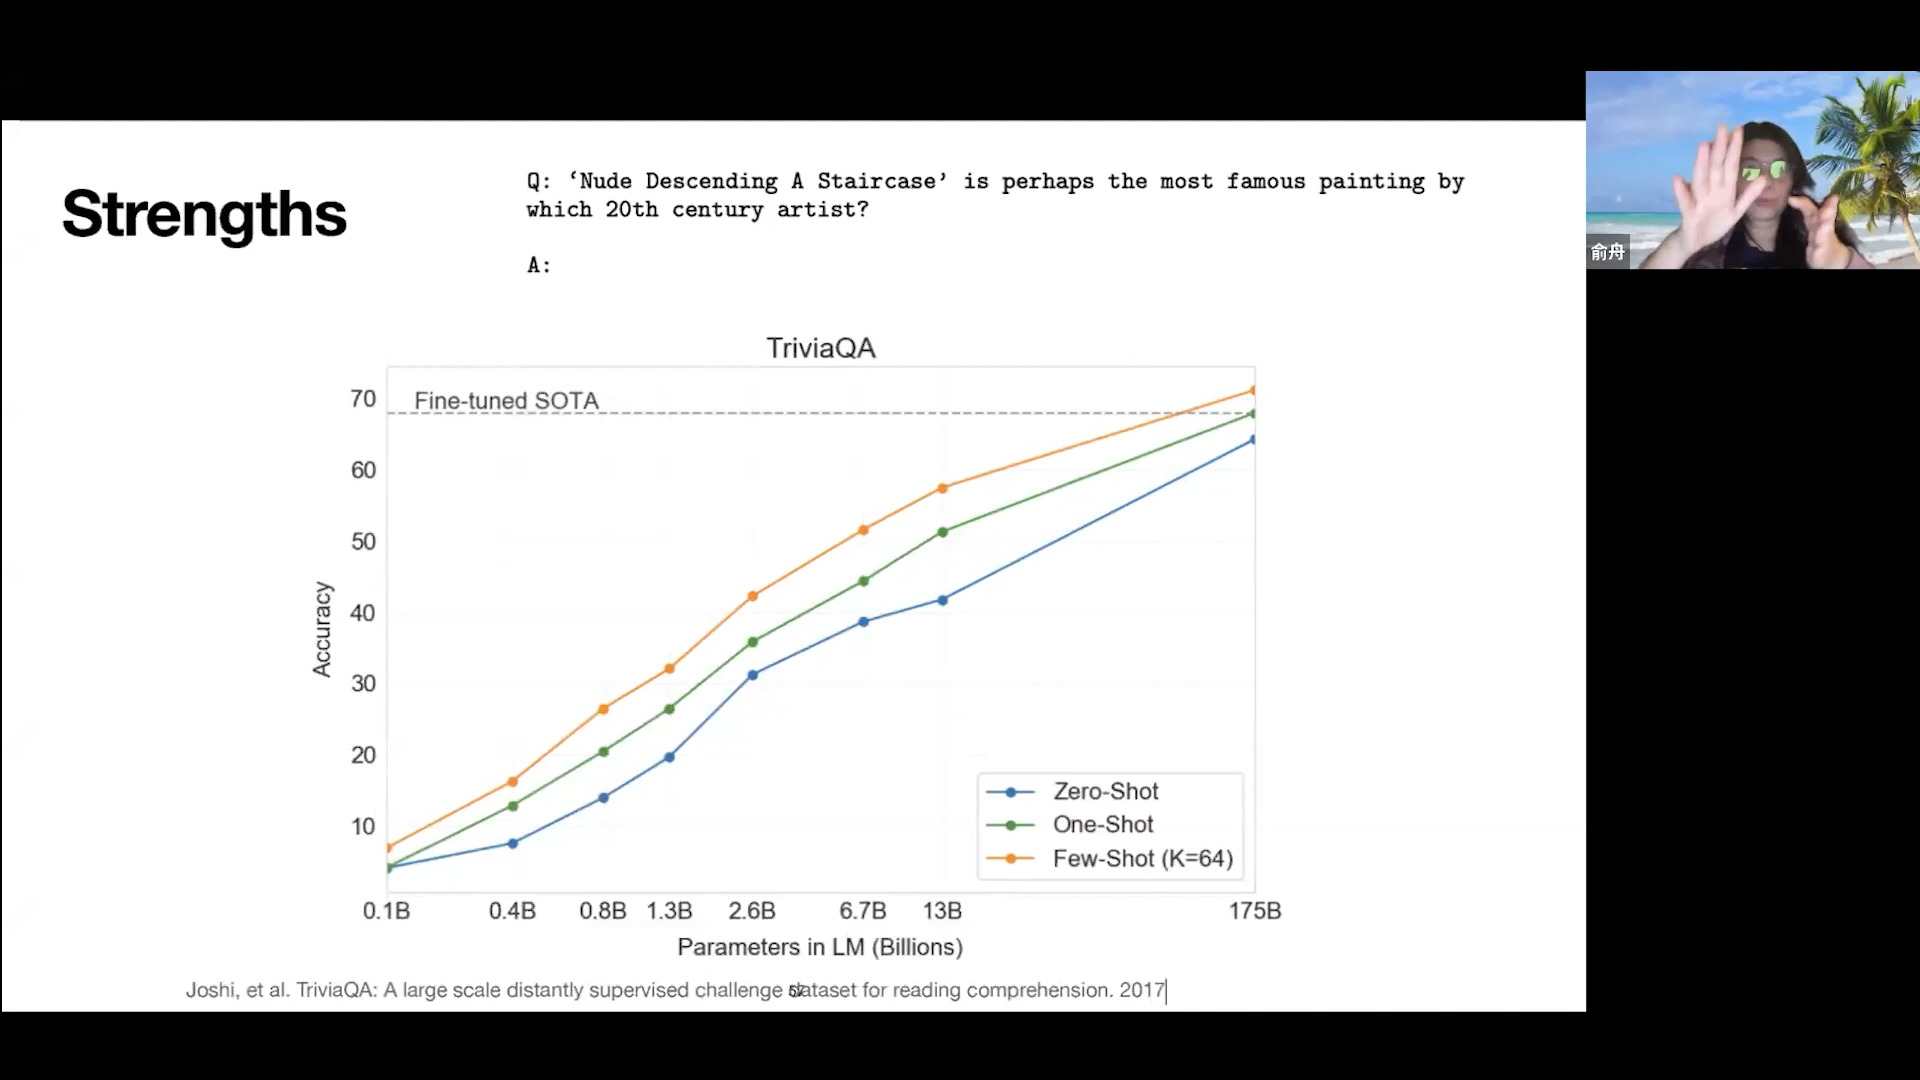 Strengths
Q: ‘Nude Descending A Staircase’ is perhaps the most famous painting by
which 20th century artist?
A:
俞舟
TriviaQA
Fine-tuned SOTA
70
60
50
40
30
20
10
Accuracy
Zero-Shot
One-Shot
Few-Shot (K=64)
0.1B 0.4B 0.8B 1.3B 2.6B 6.7B 13B 175B
Parameters in LM (Billions)
Joshi, et al. TriviaQA: A large scale distantly supervised challenge dataset for reading comprehension. 2017